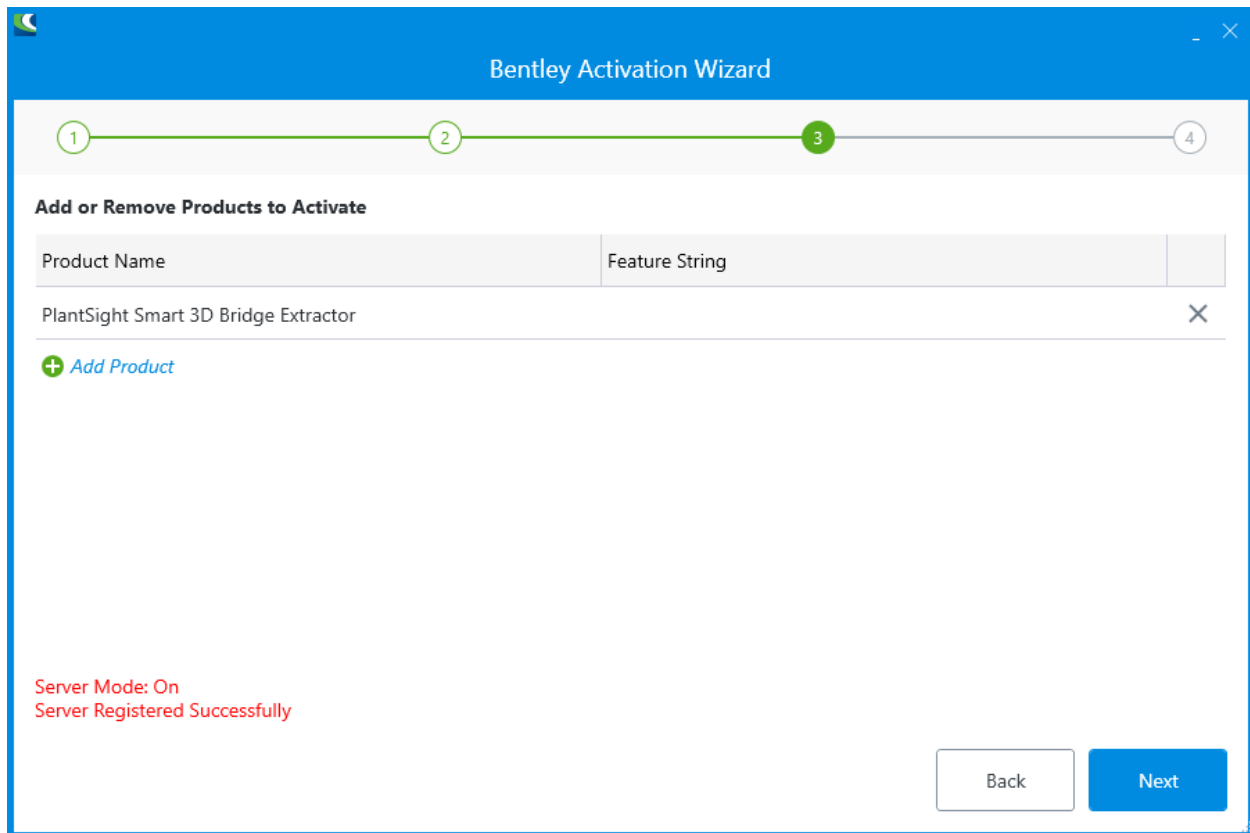 Bentley Activation Wizard
1 2 3 4
Add or Remove Products to Activate
Product Name Feature String
PlantSight Smart 3D Bridge Extractor
Add Product
Server Mode: On
Server Registered Successfully
Back Next